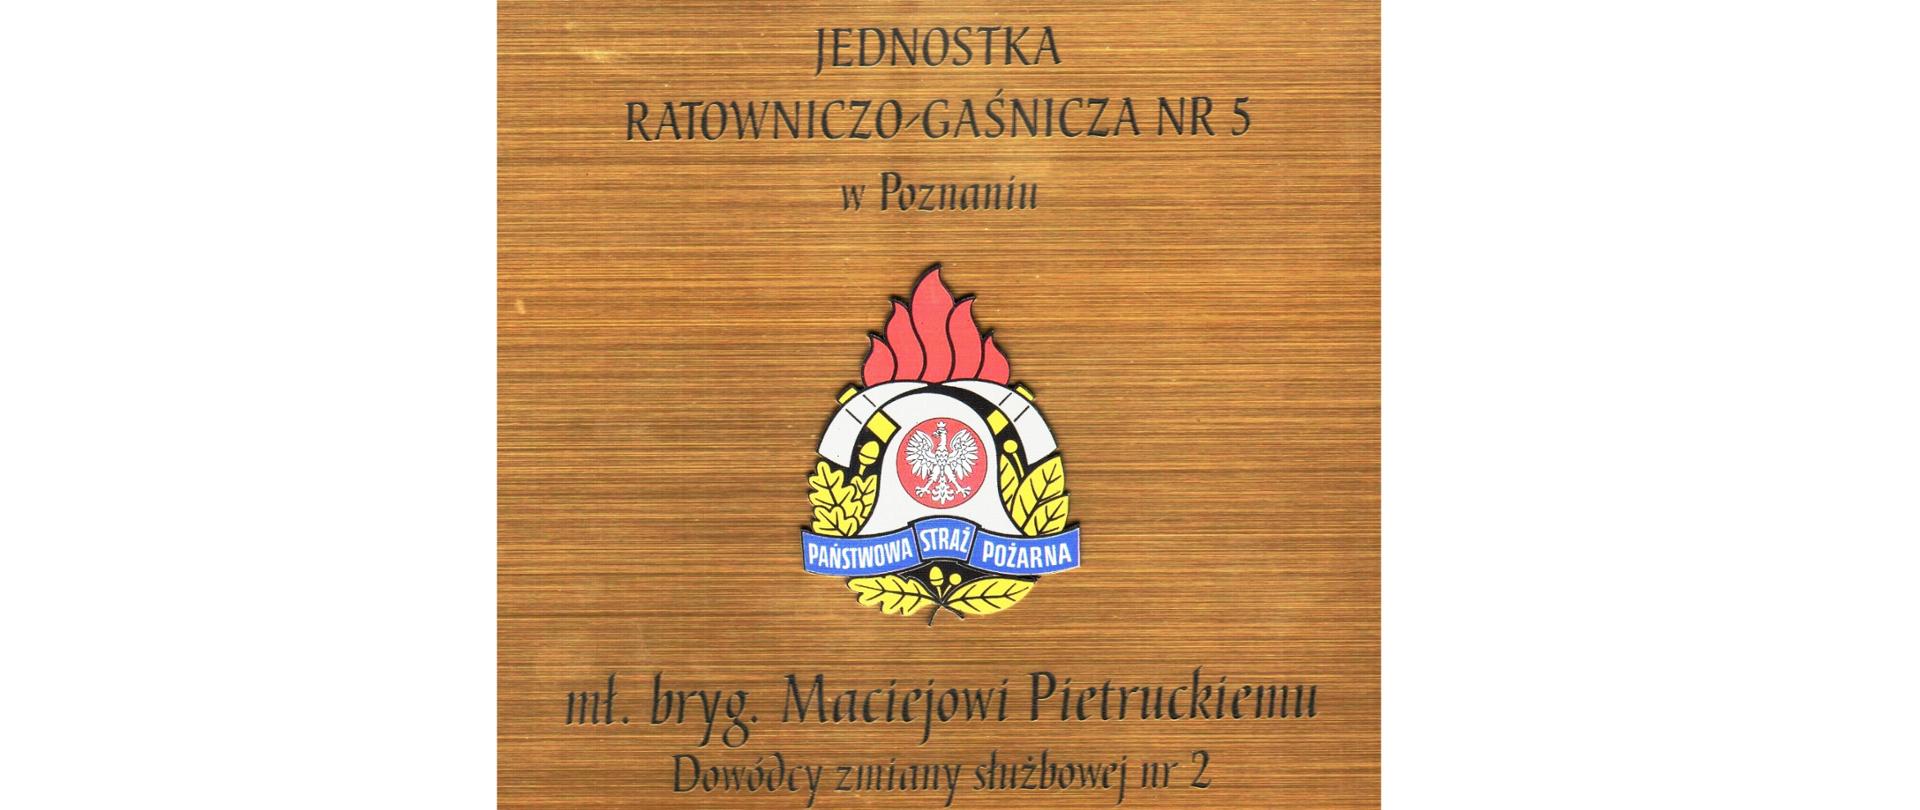 JEDNOSTKA
RATOWNICZO-GAŚNICZA NR 5
w Poznaniu
PAŃSTWOWA STRAŻ POŻARNA
mł. bryg. Maciejowi Pietruckiemu
Dowódcy zmiany służbowej nr 2